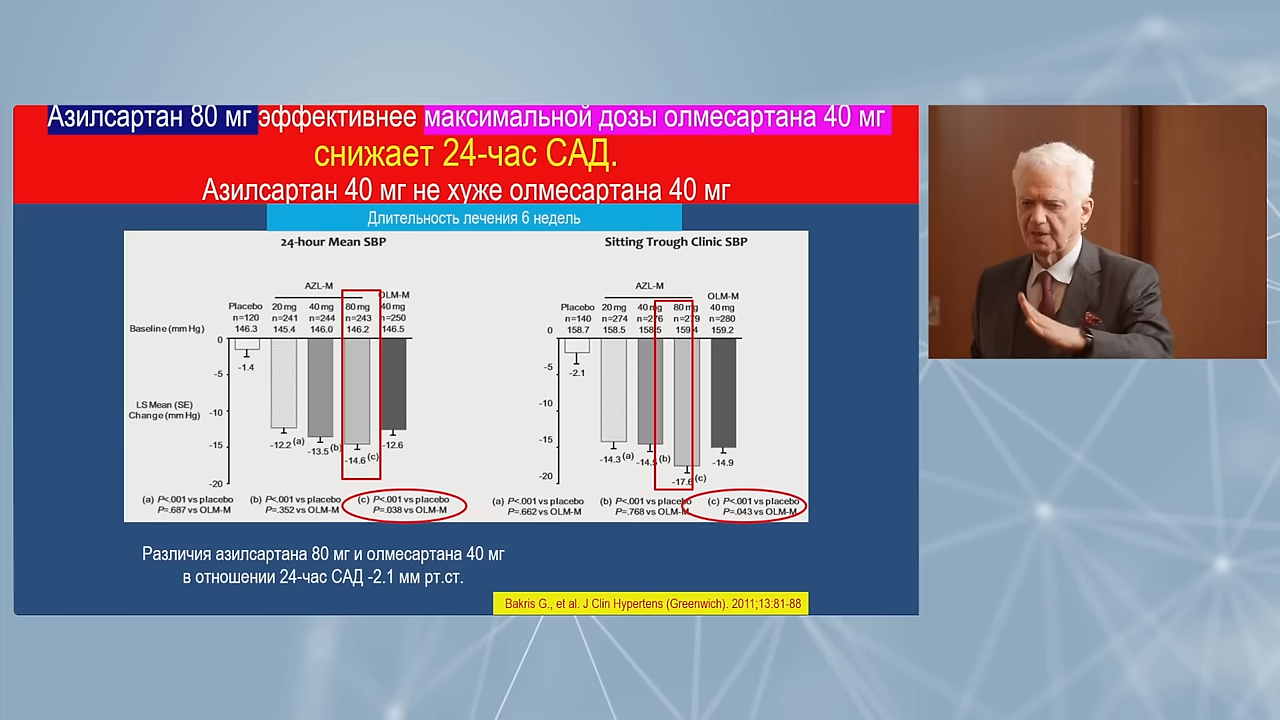 Азилсартан 80 мг эффективнее максимальной дозы олмесартана 40 мг
снижает 24-час САД.
Азилсартан 40 мг не хуже олмесартана 40 мг
Длительность лечения 6 недель
24-hour Mean SBP
AZL-M
OLM-M
Placebo 20 mg 40 mg 80 mg 40 mg
n=120 n=241 n=244 n=243 n=250
Baseline (mm Hg) 146.3 145.4 146.0 146.2 146.5
0
-5
-10
-15
-20
LS Mean (SE)
Change (mm Hg)
-1.4
-12.2 (a)
-13.5 (b)
-14.6 (c)
-12.6
(a) P<.001 vs placebo (b) P<.001 vs placebo (c) P<.001 vs placebo
P=.687 vs OLM-M P=.352 vs OLM-M P=.038 vs OLM-M
Sitting Trough Clinic SBP
AZL-M
OLM-M
Placebo 20 mg 40 mg 80 mg 40 mg
n=140 n=274 n=276 n=279 n=280
158.7 158.5 158.5 159.4 159.2
0
-5
-10
-15
-20
-2.1
-14.3 (a)
-14.5 (b)
-17.6 (c)
-14.9
(a) P<.001 vs placebo (b) P<.001 vs placebo (c) P<.001 vs placebo
P=.662 vs OLM-M P=.768 vs OLM-M P=.043 vs OLM-M
Различия азилсартана 80 мг и олмесартана 40 мг
в отношении 24-час САД -2.1 мм рт.ст.
Bakris G., et al. J Clin Hypertens (Greenwich). 2011;13:81-88